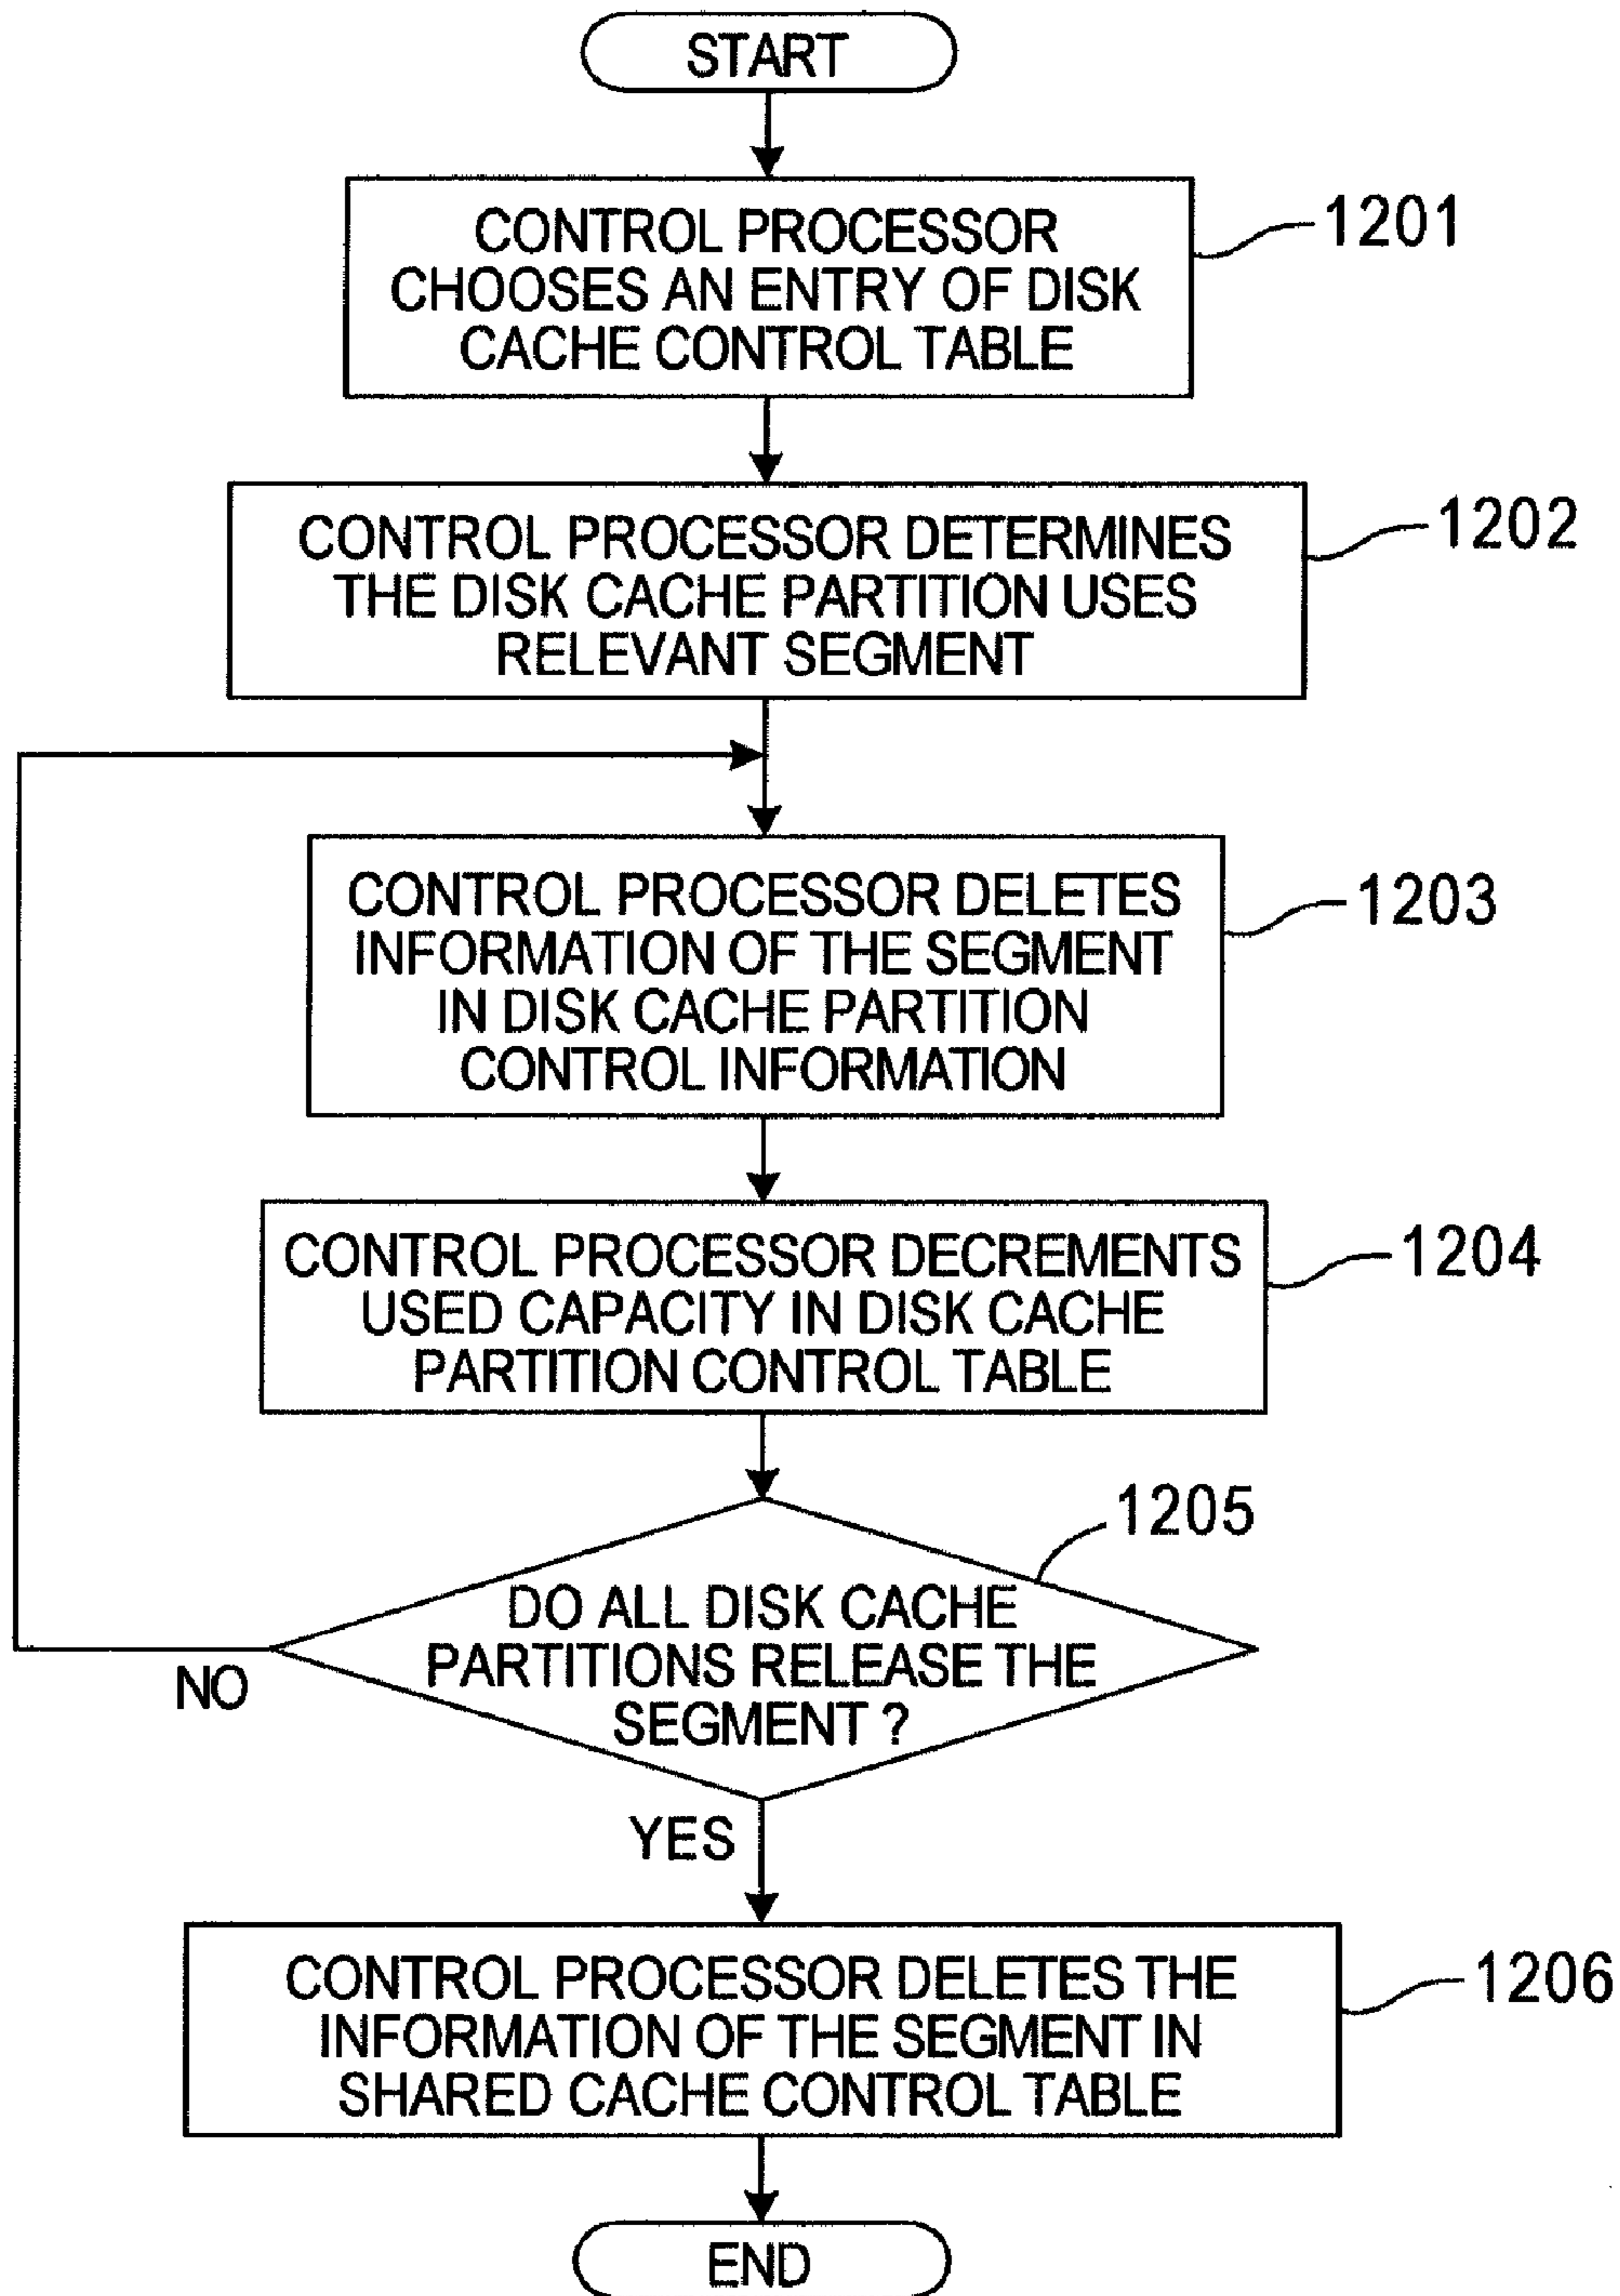 START
CONTROL PROCESSOR
CHOOSES AN ENTRY OF DISK
CACHE CONTROL TABLE
1201
CONTROL PROCESSOR DETERMINES
THE DISK CACHE PARTITION USES
RELEVANT SEGMENT
1202
CONTROL PROCESSOR DELETES
INFORMATION OF THE SEGMENT
IN DISK CACHE PARTITION
CONTROL INFORMATION
1203
CONTROL PROCESSOR DECREMENTS
USED CAPACITY IN DISK CACHE
PARTITION CONTROL TABLE
1204
1205
DO ALL DISK CACHE
PARTITIONS RELEASE THE
SEGMENT ?
NO
YES
CONTROL PROCESSOR DELETES THE
INFORMATION OF THE SEGMENT IN
SHARED CACHE CONTROL TABLE
1206
END